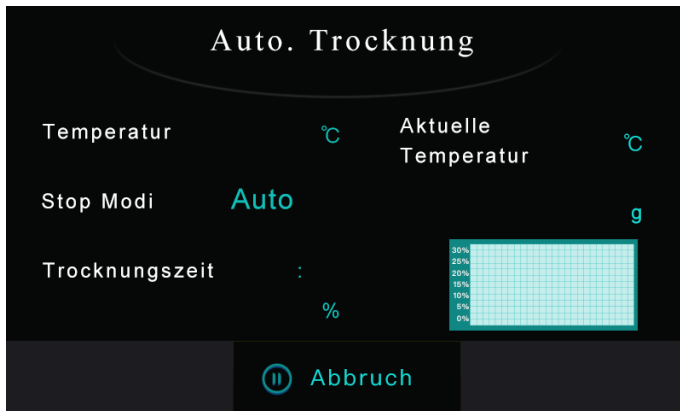 Auto. Trocknung
Temperatur
°C
Aktuelle
Temperatur
°C
Stop Modi
Auto
g
Trocknungszeit
:
%
30%
25%
20%
15%
10%
5%
0%
Abbruch